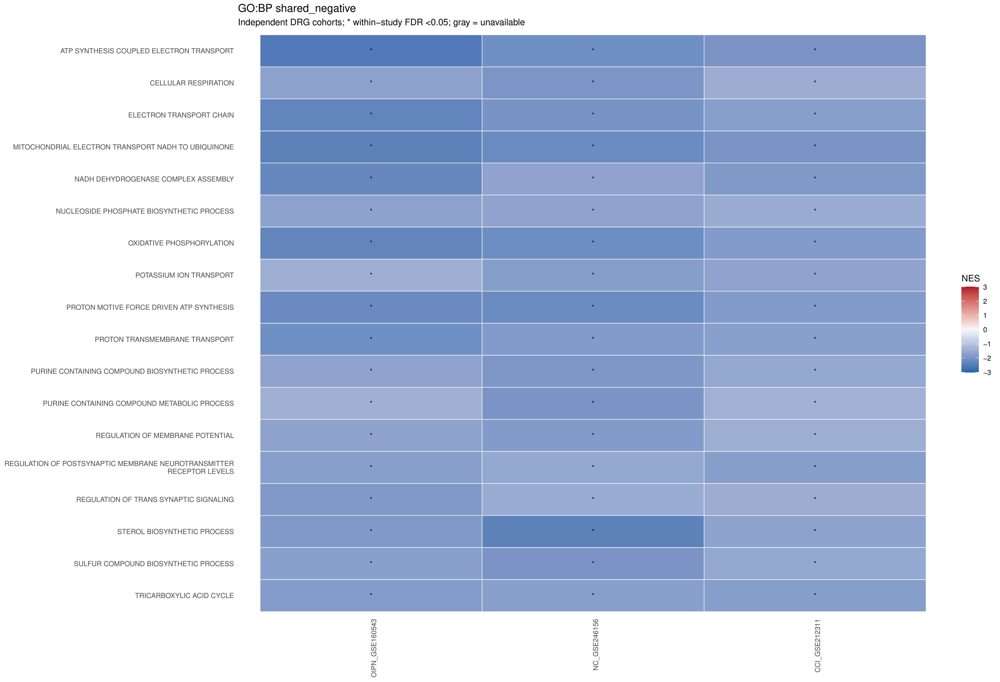 GO:BP shared_negative
Independent DRG cohorts; * within−study FDR <0.05; gray = unavailable
ATP SYNTHESIS COUPLED ELECTRON TRANSPORT
* * *
CELLULAR RESPIRATION
* * *
ELECTRON TRANSPORT CHAIN
* * *
MITOCHONDRIAL ELECTRON TRANSPORT NADH TO UBIQUINONE
* * *
NADH DEHYDROGENASE COMPLEX ASSEMBLY
* * *
NUCLEOSIDE PHOSPHATE BIOSYNTHETIC PROCESS
* * *
OXIDATIVE PHOSPHORYLATION
* * *
POTASSIUM ION TRANSPORT
* * *
PROTON MOTIVE FORCE DRIVEN ATP SYNTHESIS
* * *
PROTON TRANSMEMBRANE TRANSPORT
* * *
PURINE CONTAINING COMPOUND BIOSYNTHETIC PROCESS
* * *
PURINE CONTAINING COMPOUND METABOLIC PROCESS
* * *
REGULATION OF MEMBRANE POTENTIAL
* * *
REGULATION OF POSTSYNAPTIC MEMBRANE NEUROTRANSMITTER
RECEPTOR LEVELS
* * *
REGULATION OF TRANS SYNAPTIC SIGNALING
* * *
STEROL BIOSYNTHETIC PROCESS
* * *
SULFUR COMPOUND BIOSYNTHETIC PROCESS
* * *
TRICARBOXYLIC ACID CYCLE
* * *
OIPN_GSE160543
NC_GSE246156
CCI_GSE212311
NES
3
2
1
0
−1
−2
−3